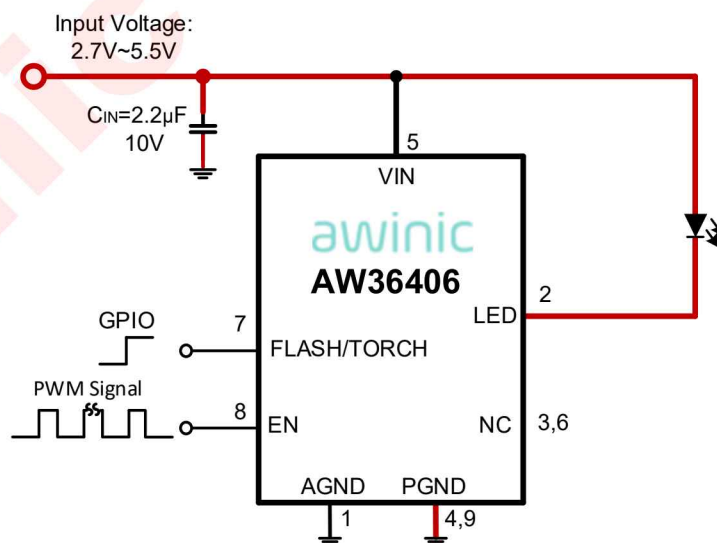 Input Voltage:
2.7V~5.5V
CIN=2.2μF
10V
5
VIN
awinic
AW36406
LED
2
GPIO
7
FLASH/TORCH
PWM Signal
8
EN
NC
3,6
AGND
PGND
1
4,9